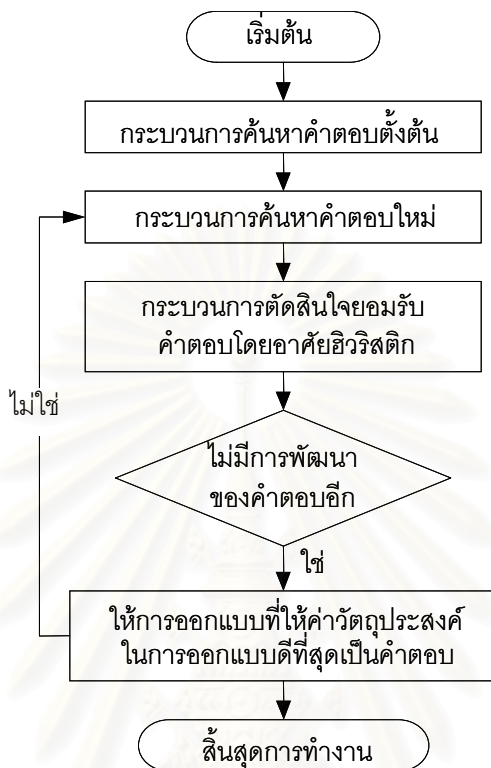 เริ่มต้น
กระบวนการค้นหาคำตอบตั้งต้น
กระบวนการค้นหาคำตอบใหม่
กระบวนการตัดสินใจยอมรับ
คำตอบโดยอาศัยฮิวริสติก
ไม่ใช่
ไม่มีการพัฒนา
ของคำตอบอีก
ใช่
ให้การออกแบบที่ให้ค่าวัตถุประสงค์
ในการออกแบบดีที่สุดเป็นคำตอบ
สิ้นสุดการทำงาน